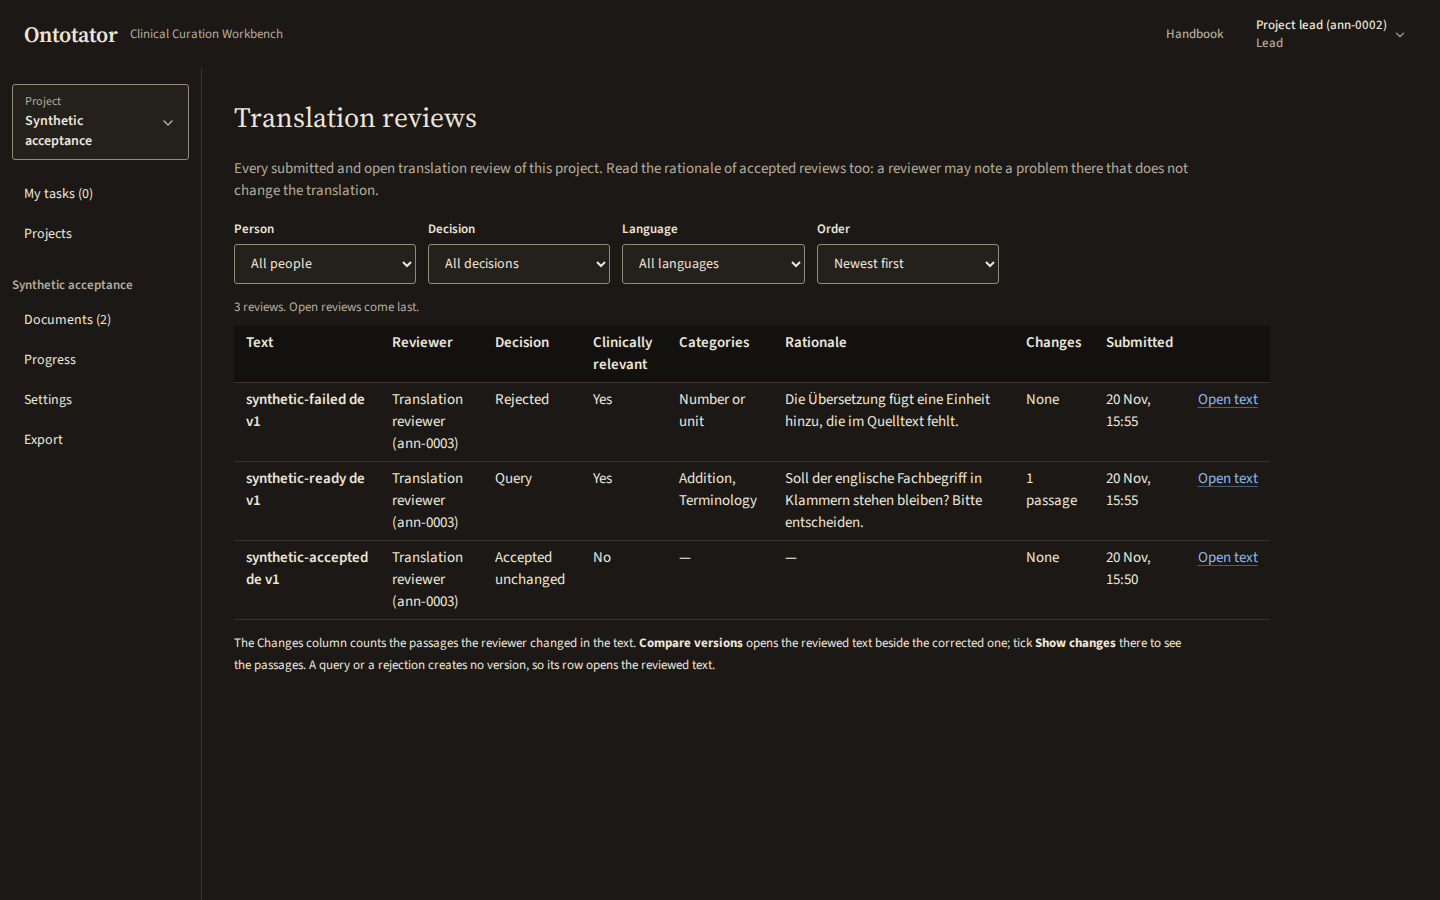 Ontotator Clinical Curation Workbench
Handbook
Project lead (ann-0002)
Lead
Project
Synthetic
acceptance
My tasks (0)
Projects
Synthetic acceptance
Documents (2)
Progress
Settings
Export
Translation reviews
Every submitted and open translation review of this project. Read the rationale of accepted reviews too: a reviewer may note a problem there that does not
change the translation.
Person Decision Language Order
All people All decisions All languages Newest first
3 reviews. Open reviews come last.
Text Reviewer Decision Clinically Categories Rationale Changes Submitted
relevant
synthetic-failed de Translation Rejected Yes Number or Die Übersetzung fügt eine Einheit None 20 Nov, Open text
v1 reviewer unit hinzu, die im Quelltext fehlt. 15:55
(ann-0003)
synthetic-ready de Translation Query Yes Addition, Soll der englische Fachbegriff in 1 20 Nov, Open text
v1 reviewer Terminology Klammern stehen bleiben? Bitte passage 15:55
(ann-0003) entscheiden.
synthetic-accepted Translation Accepted No — — None 20 Nov, Open text
de v1 reviewer unchanged 15:50
(ann-0003)
The Changes column counts the passages the reviewer changed in the text. Compare versions opens the reviewed text beside the corrected one; tick Show changes there to see
the passages. A query or a rejection creates no version, so its row opens the reviewed text.